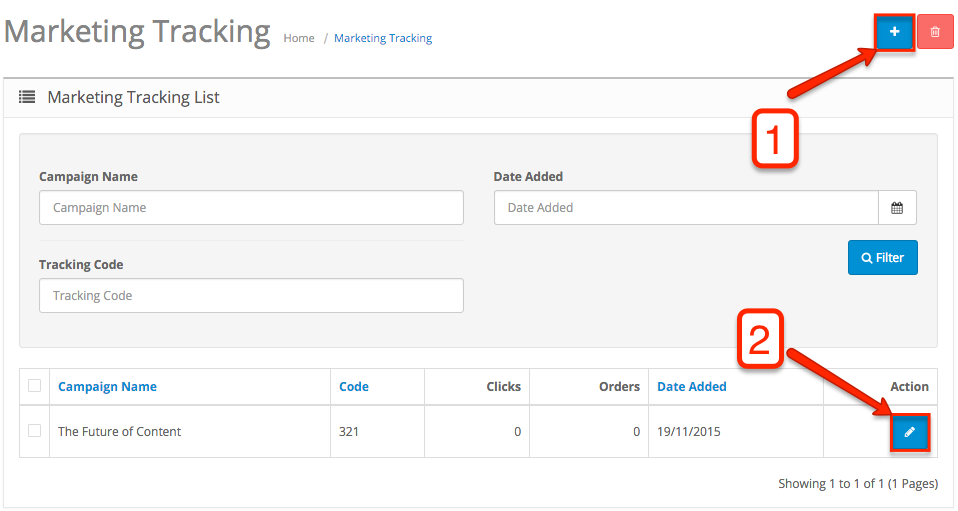 Marketing Tracking Home / Marketing Tracking
1
Marketing Tracking List
Campaign Name Date Added
Campaign Name Date Added
Filter
Tracking Code
Tracking Code
2
Campaign Name Code Clicks Orders Date Added Action
The Future of Content 321 0 0 19/11/2015
Showing 1 to 1 of 1 (1 Pages)